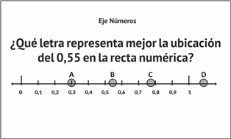 Eje Números
¿Qué letra representa mejor la ubicación
del 0,55 en la recta numérica?
A B C D
0 0,1 0,2 0,3 0,4 0,5 0,6 0,7 0,8 0,9 1